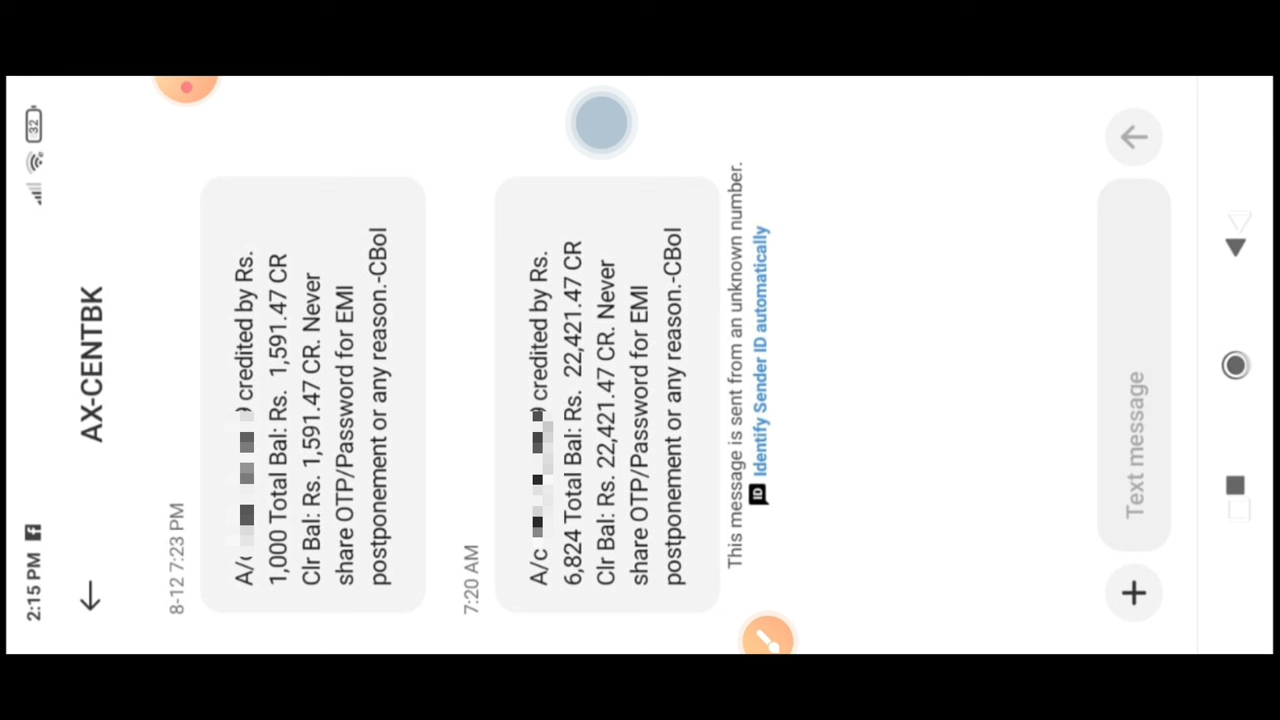 2:15 PM
32
AX-CENTBK
8-12 7:23 PM
A/c credited by Rs.
1,000 Total Bal: Rs. 1,591.47 CR
Clr Bal: Rs. 1,591.47 CR. Never
share OTP/Password for EMI
postponement or any reason.-CBoI
7:20 AM
A/c credited by Rs.
6,824 Total Bal: Rs. 22,421.47 CR
Clr Bal: Rs. 22,421.47 CR. Never
share OTP/Password for EMI
postponement or any reason.-CBoI
This message is sent from an unknown number.
ID Identify Sender ID automatically
Text message